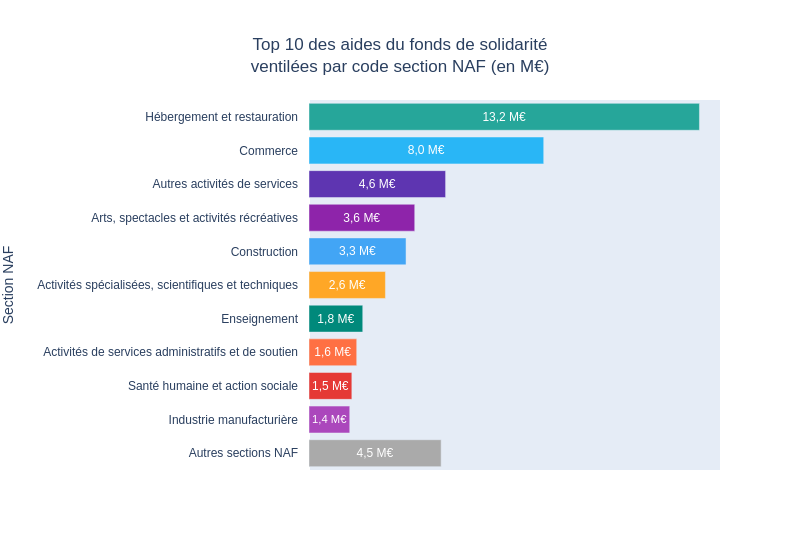 Top 10 des aides du fonds de solidarité
ventilées par code section NAF (en M€)
Section NAF
Hébergement et restauration 13,2 M€
Commerce 8,0 M€
Autres activités de services 4,6 M€
Arts, spectacles et activités récréatives 3,6 M€
Construction 3,3 M€
Activités spécialisées, scientifiques et techniques 2,6 M€
Enseignement 1,8 M€
Activités de services administratifs et de soutien 1,6 M€
Santé humaine et action sociale 1,5 M€
Industrie manufacturière 1,4 M€
Autres sections NAF 4,5 M€